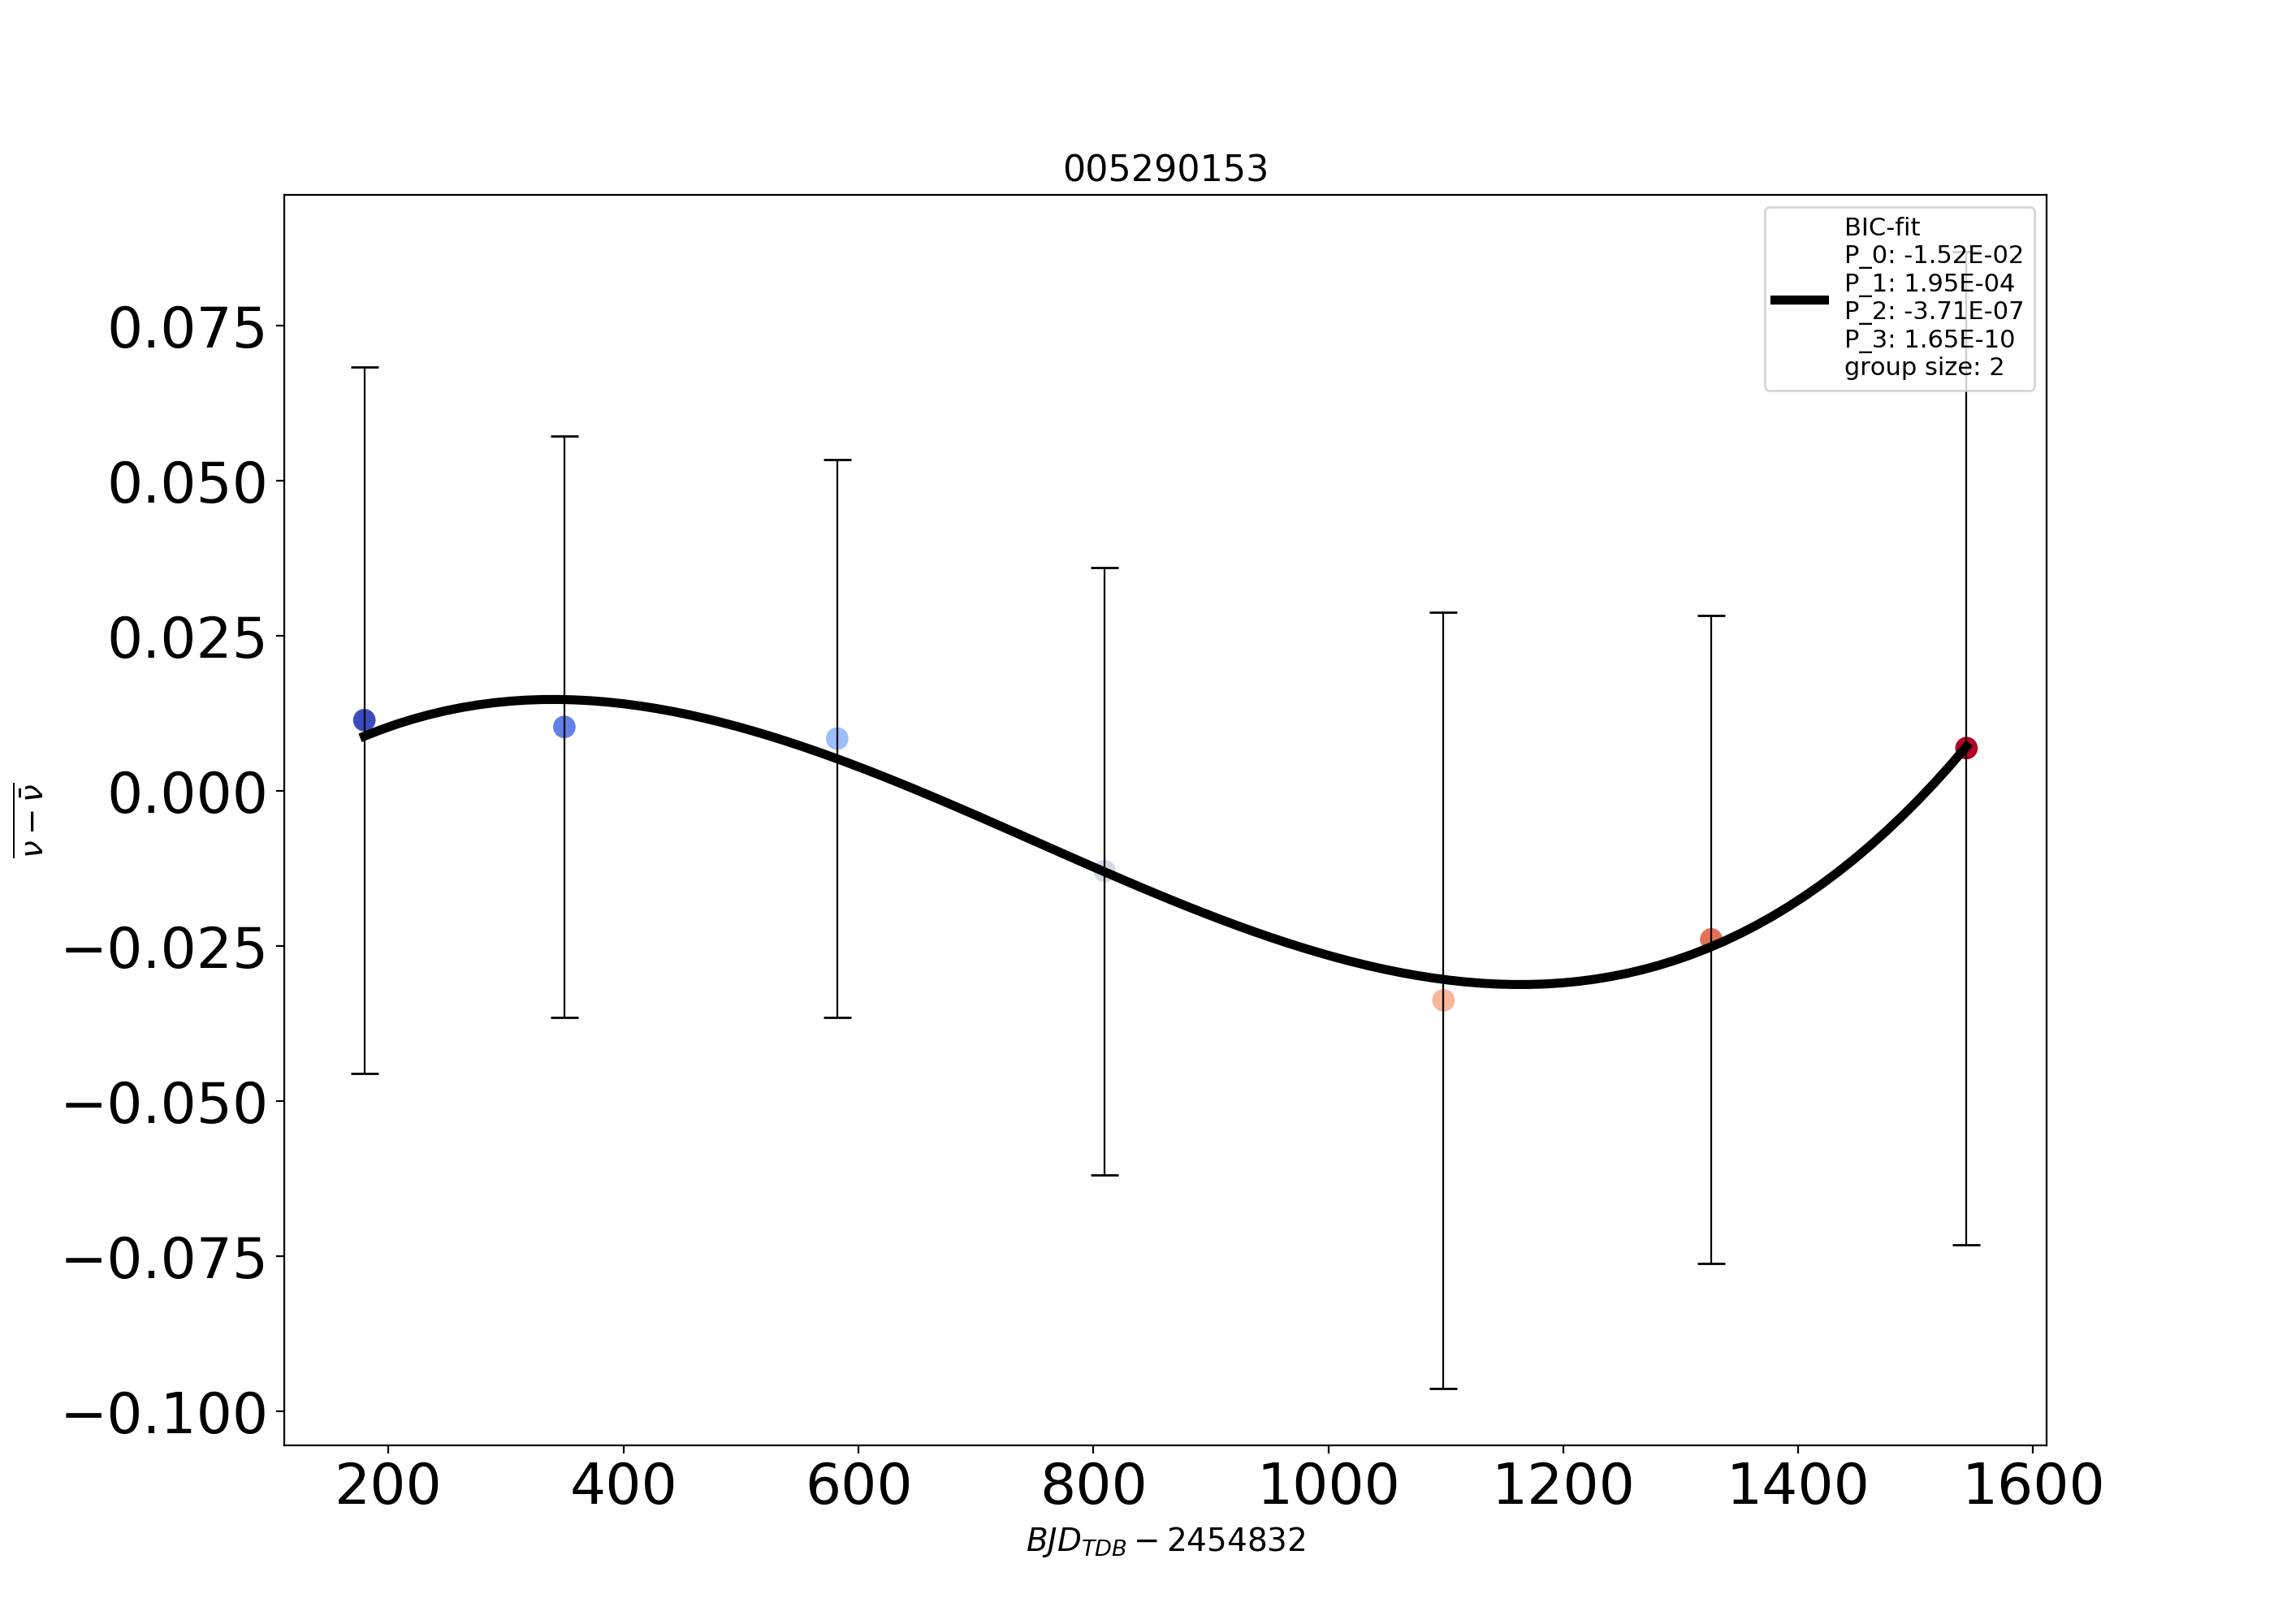 005290153
BIC-fit
P_0: -1.52E-02
P_1: 1.95E-04
P_2: -3.71E-07
P_3: 1.65E-10
group size: 2
0.075
0.050
0.025
0.000
−0.025
−0.050
−0.075
−0.100
ν − ν̄
200 400 600 800 1000 1200 1400 1600
BJD_TDB − 2454832